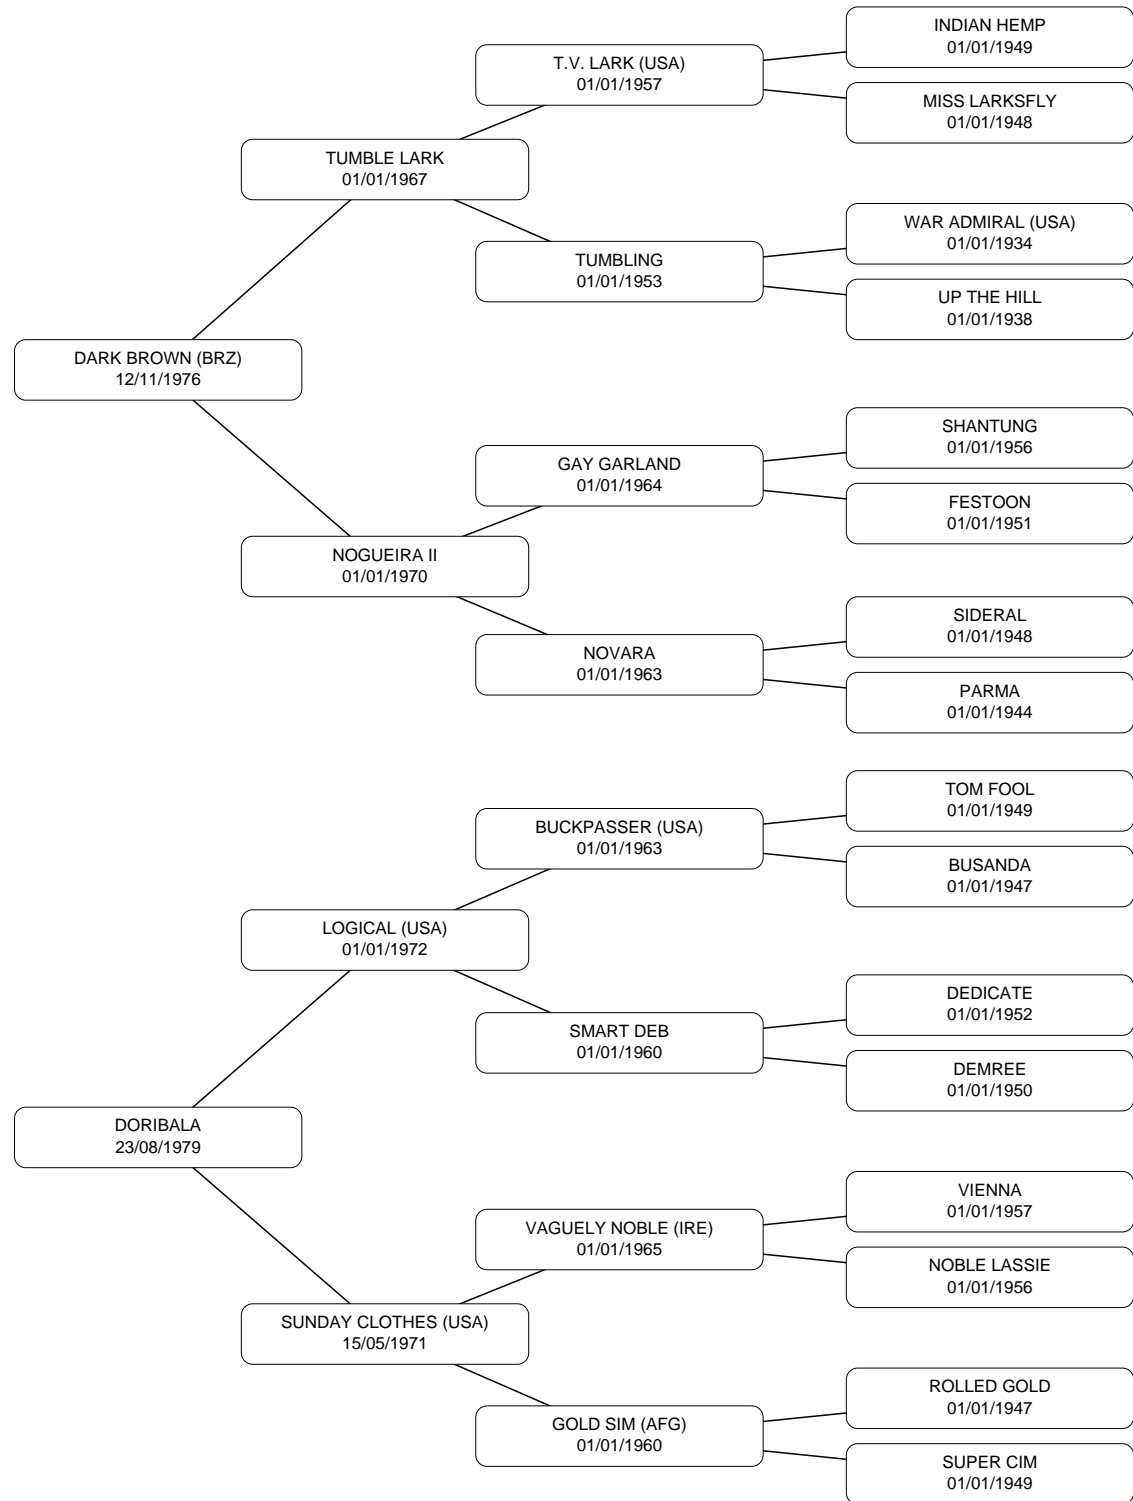 INDIAN HEMP
01/01/1949
T.V. LARK (USA)
01/01/1957
MISS LARKSFLY
01/01/1948
TUMBLE LARK
01/01/1967
WAR ADMIRAL (USA)
01/01/1934
TUMBLING
01/01/1953
UP THE HILL
01/01/1938
DARK BROWN (BRZ)
12/11/1976
SHANTUNG
01/01/1956
GAY GARLAND
01/01/1964
FESTOON
01/01/1951
NOGUEIRA II
01/01/1970
SIDERAL
01/01/1948
NOVARA
01/01/1963
PARMA
01/01/1944
TOM FOOL
01/01/1949
BUCKPASSER (USA)
01/01/1963
BUSANDA
01/01/1947
LOGICAL (USA)
01/01/1972
DEDICATE
01/01/1952
SMART DEB
01/01/1960
DEMREE
01/01/1950
DORIBALA
23/08/1979
VIENNA
01/01/1957
VAGUELY NOBLE (IRE)
01/01/1965
NOBLE LASSIE
01/01/1956
SUNDAY CLOTHES (USA)
15/05/1971
ROLLED GOLD
01/01/1947
GOLD SIM (AFG)
01/01/1960
SUPER CIM
01/01/1949